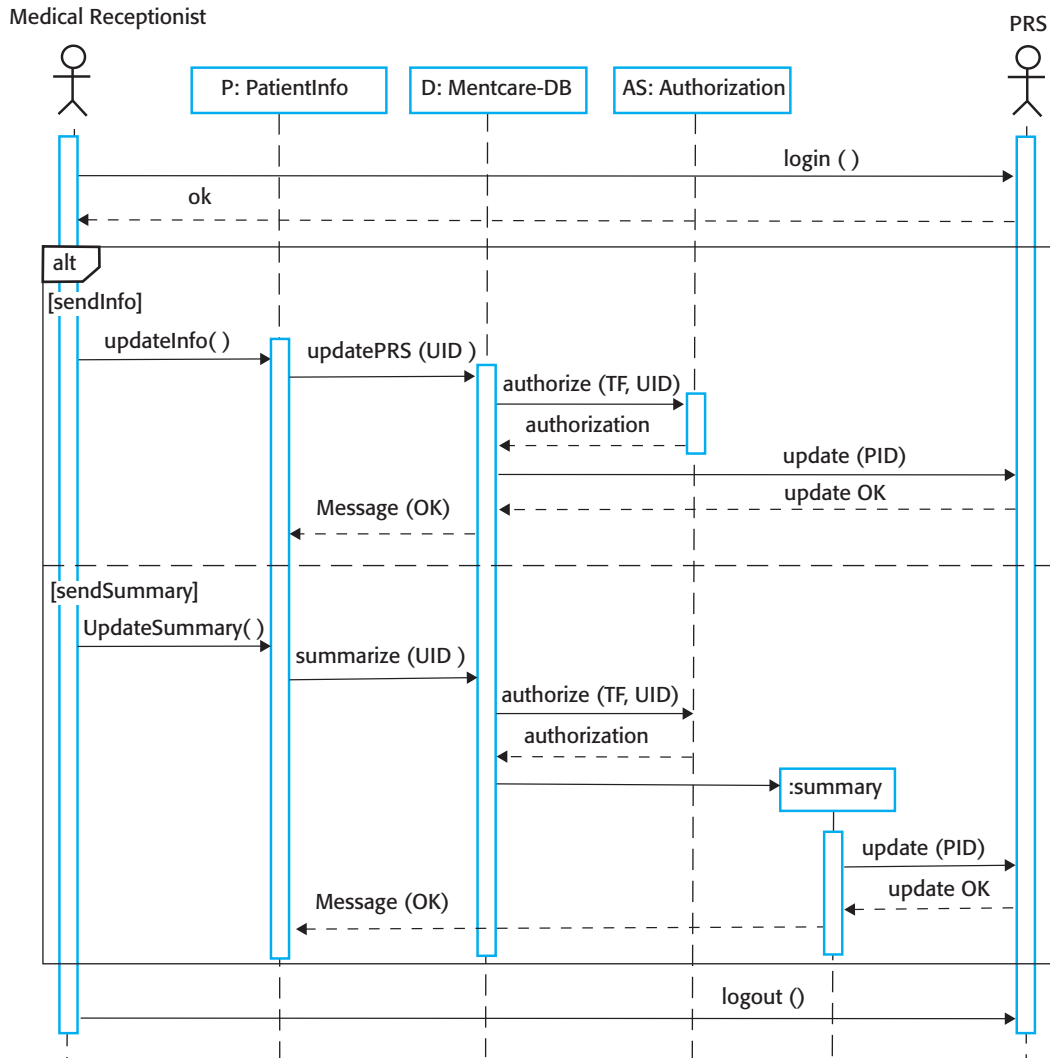 Medical Receptionist
PRS
P: PatientInfo
D: Mentcare-DB
AS: Authorization
login ( )
ok
alt
[sendInfo]
updateInfo( )
updatePRS (UID )
authorize (TF, UID)
authorization
update (PID)
update OK
Message (OK)
[sendSummary]
UpdateSummary( )
summarize (UID )
authorize (TF, UID)
authorization
:summary
update (PID)
update OK
Message (OK)
logout ()